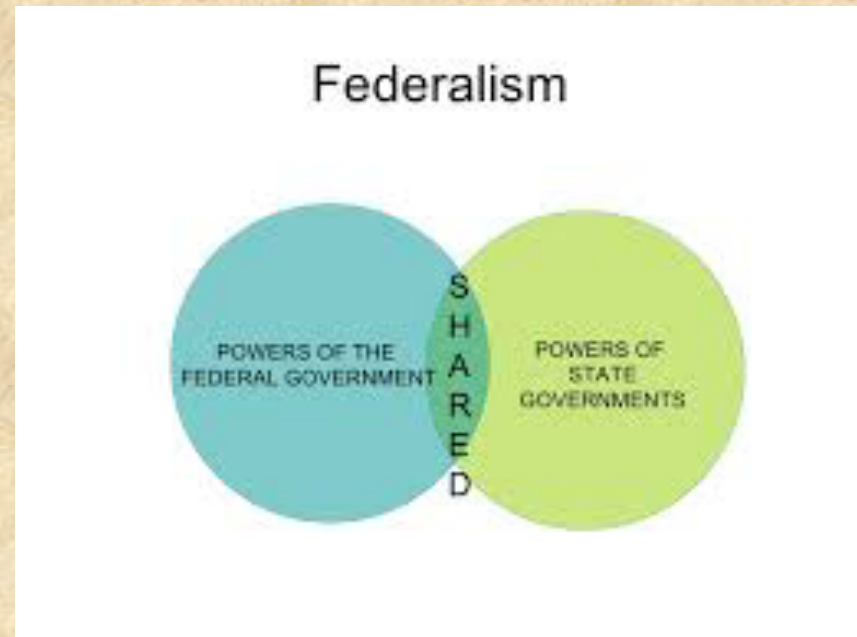 Federalism
POWERS OF THE
FEDERAL GOVERNMENT
S
H
A
R
E
D
POWERS OF
STATE
GOVERNMENTS